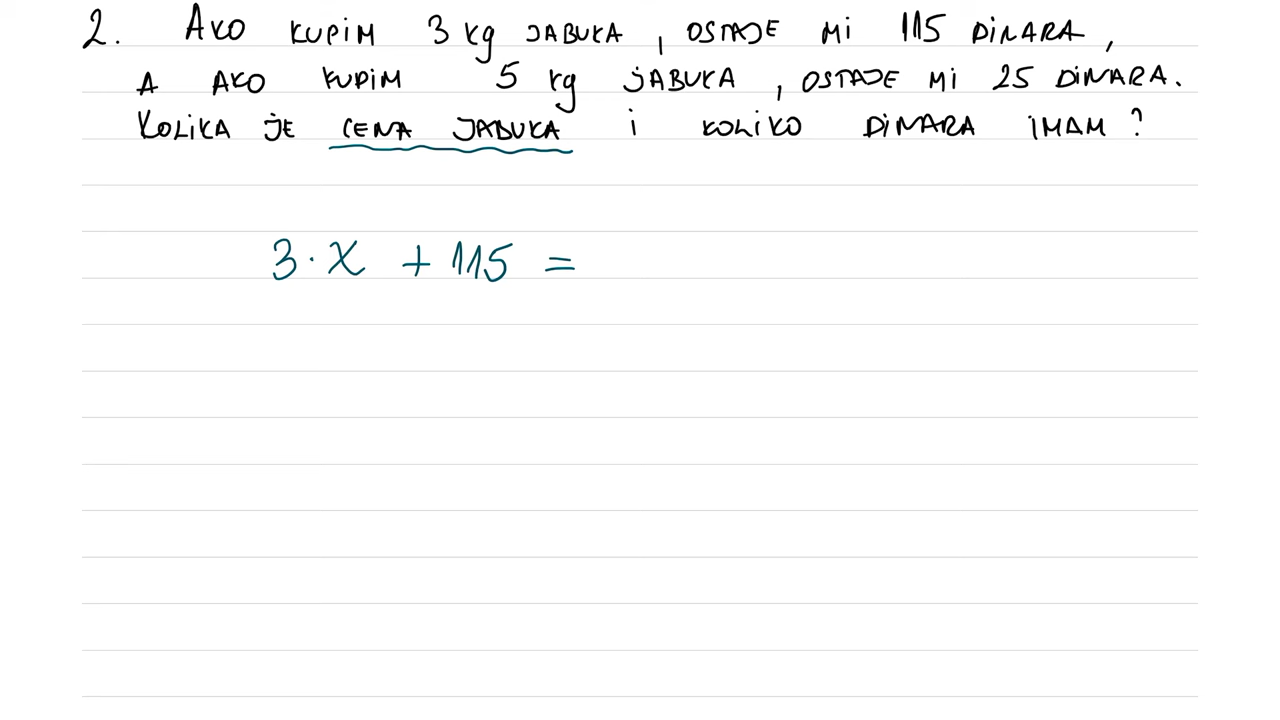 2. AKO KUPIM 3 kg JABUKA, OSTAJE MI 115 DINARA,
A AKO KUPIM 5 kg JABUKA, OSTAJE MI 25 DINARA.
KOLIKA JE CENA JABUKA I KOLIKO DINARA IMAM?
3 · x + 115 =